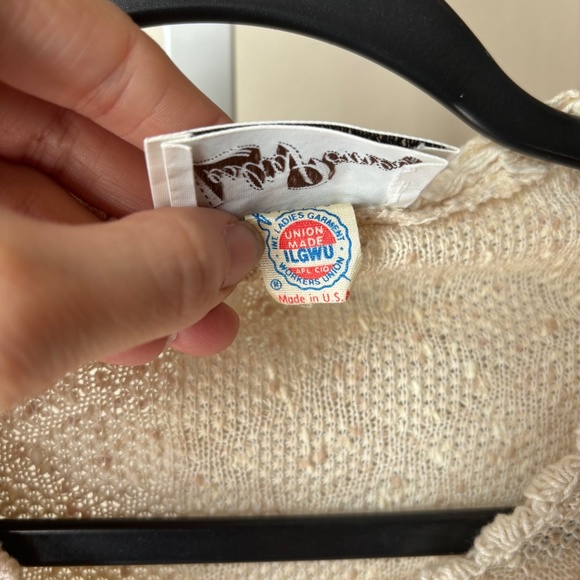 INT. LADIES GARMENT
UNION
MADE
ILGWU
AFL CIO
WORKERS UNION
®
Made in U.S.